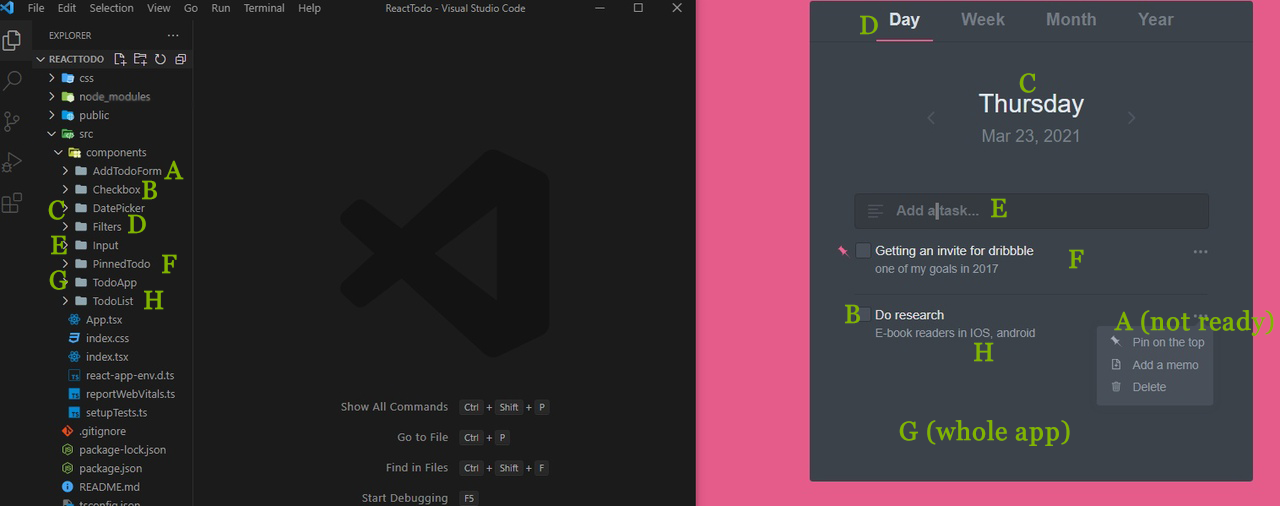 File Edit Selection View Go Run Terminal Help
ReactTodo - Visual Studio Code
EXPLORER
REACTTODO
css
node_modules
public
src
components
AddTodoForm A
Checkbox B
C DatePicker
Filters D
E Input
PinnedTodo F
G TodoApp
TodoList H
App.tsx
index.css
index.tsx
react-app-env.d.ts
reportWebVitals.ts
setupTests.ts
.gitignore
package-lock.json
package.json
README.md
tsconfig.json
Show All Commands Ctrl + Shift + P
Go to File Ctrl + P
Find in Files Ctrl + Shift + F
Start Debugging F5
D Day Week Month Year
C
Thursday
Mar 23, 2021
Add a task... E
Getting an invite for dribbble
one of my goals in 2017
F
B Do research
E-book readers in IOS, android
H
A (not ready)
Pin on the top
Add a memo
Delete
G (whole app)